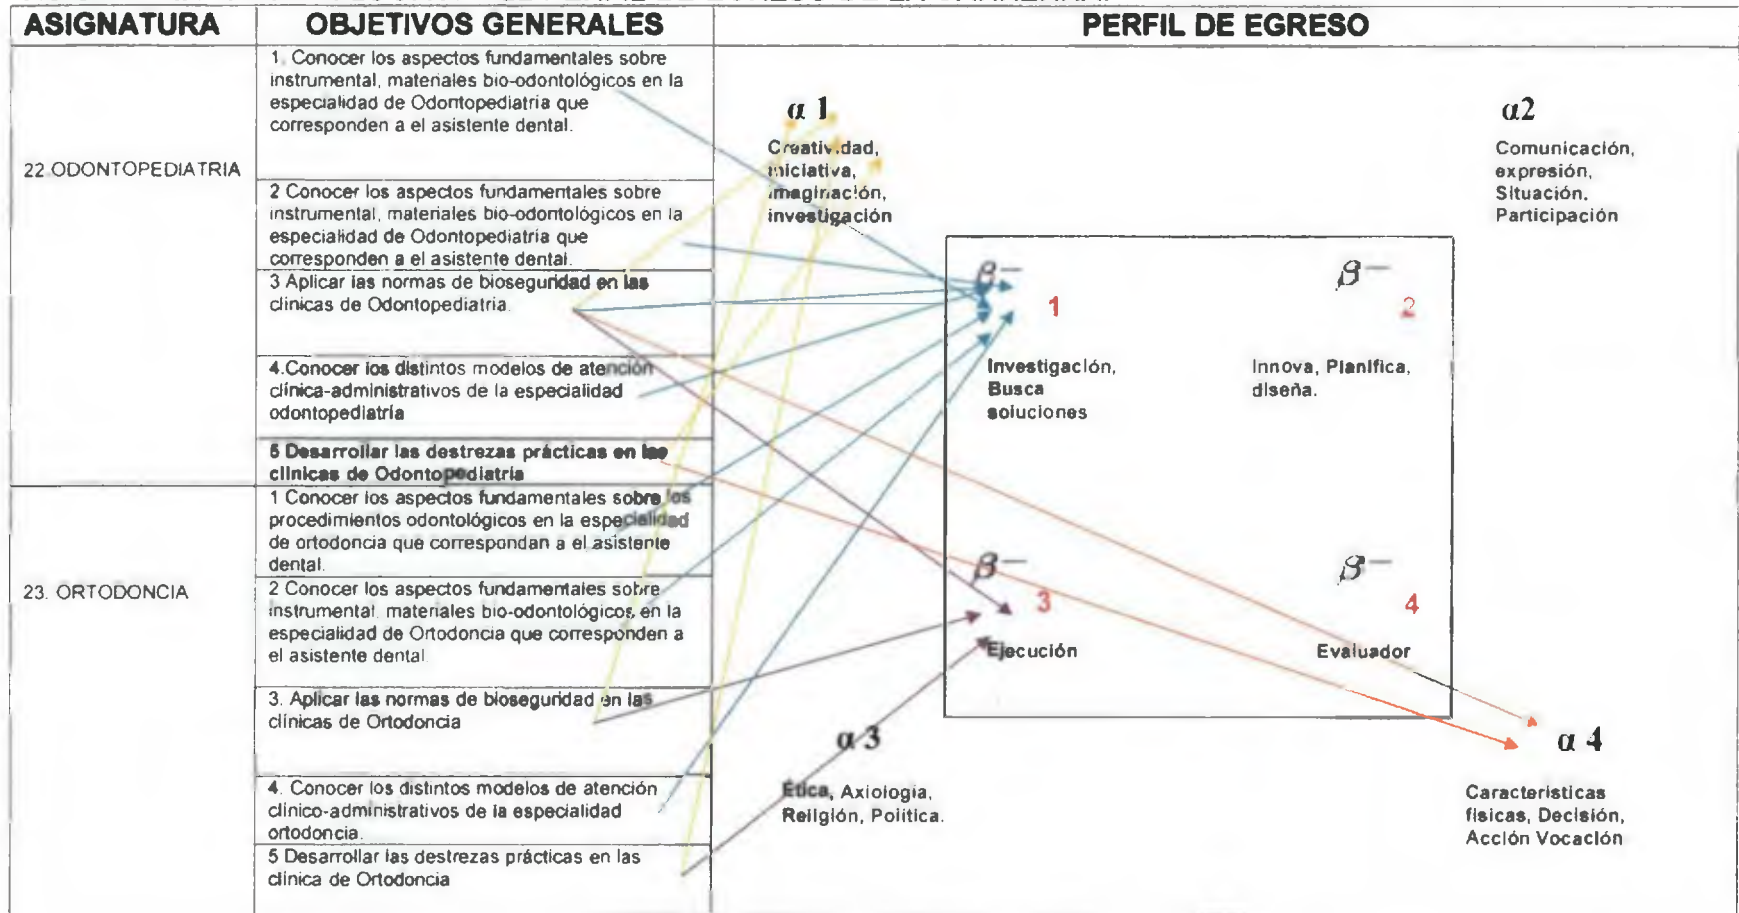 ASIGNATURA
OBJETIVOS GENERALES
PERFIL DE EGRESO
22 ODONTOPEDIATRIA
1. Conocer los aspectos fundamentales sobre
instrumental, materiales bio-odontológicos en la
especialidad de Odontopediatria que
corresponden a el asistente dental.
2 Conocer los aspectos fundamentales sobre
instrumental, materiales bio-odontológicos en la
especialidad de Odontopediatria que
corresponden a el asistente dental.
3 Aplicar las normas de bioseguridad en las
clínicas de Odontopediatria.
4.Conocer los distintos modelos de atención
clínica-administrativos de la especialidad
odontopediatría
5 Desarrollar las destrezas prácticas en las
clínicas de Odontopediatria
23. ORTODONCIA
1 Conocer los aspectos fundamentales sobre los
procedimientos odontológicos en la especialidad
de ortodoncia que correspondan a el asistente
dental.
2 Conocer los aspectos fundamentales sobre
instrumental, materiales bio-odontológicos, en la
especialidad de Ortodoncia que corresponden a
el asistente dental
3. Aplicar las normas de bioseguridad en las
clínicas de Ortodoncia
4. Conocer los distintos modelos de atención
clínico-administrativos de la especialidad
ortodoncia.
5 Desarrollar las destrezas prácticas en las
clínica de Ortodoncia
α 1
Creatividad,
iniciativa,
imaginación,
investigación
α2
Comunicación,
expresión,
Situación.
Participación
β–
1
Investigación,
Busca
soluciones
β–
2
Innova, Planifica,
diseña.
β–
3
Ejecución
β–
4
Evaluador
α 3
Ética, Axiología,
Religión, Política.
α 4
Características
físicas, Decisión,
Acción Vocación